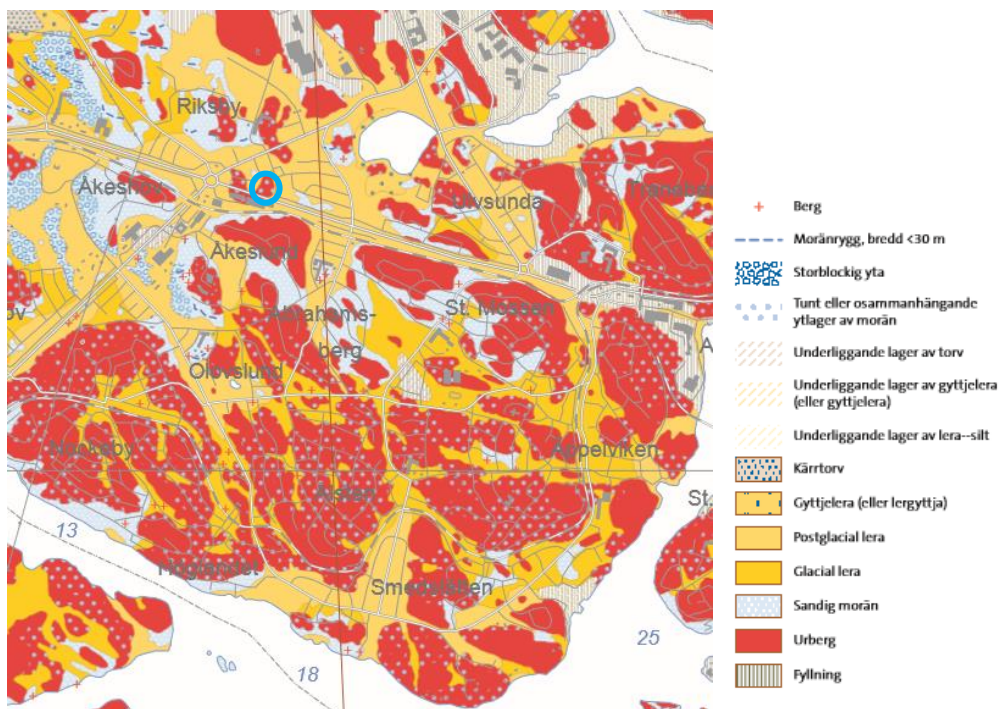 Riksby
Åkeshov
Ulvsunda
Åkeslund
St. Mossen
Abrahams-
berg
Olovslund
Nockeby
Äppelviken
Ålsten
St.
13
Höglandet
Smedslätten
25
18
Berg
Moränrygg, bredd <30 m
Storblockig yta
Tunt eller osammanhängande
ytlager av morän
Underliggande lager av torv
Underliggande lager av gyttjelera
(eller gyttjelera)
Underliggande lager av lera--silt
Kärrtorv
Gyttjelera (eller lergyttja)
Postglacial lera
Glacial lera
Sandig morän
Urberg
Fyllning